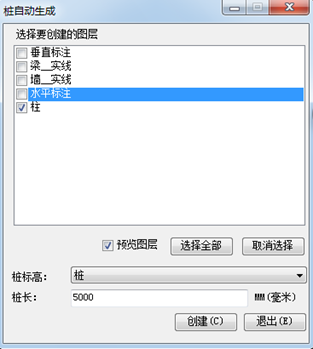 桩自动生成
选择要创建的图层
垂直标注
梁__实线
墙__实线
水平标注
柱
预览图层
选择全部
取消选择
桩标高：
桩
桩长：
5000
mm(毫米)
创建(C)
退出(E)